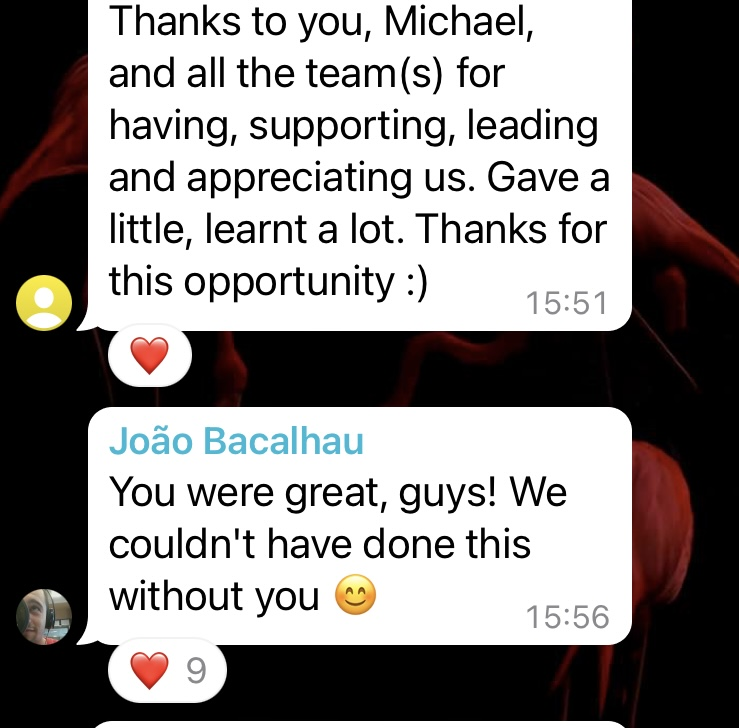 Thanks to you, Michael,
and all the team(s) for
having, supporting, leading
and appreciating us. Gave a
little, learnt a lot. Thanks for
this opportunity :)
15:51
❤️
João Bacalhau
You were great, guys! We
couldn't have done this
without you 😊
15:56
❤️ 9